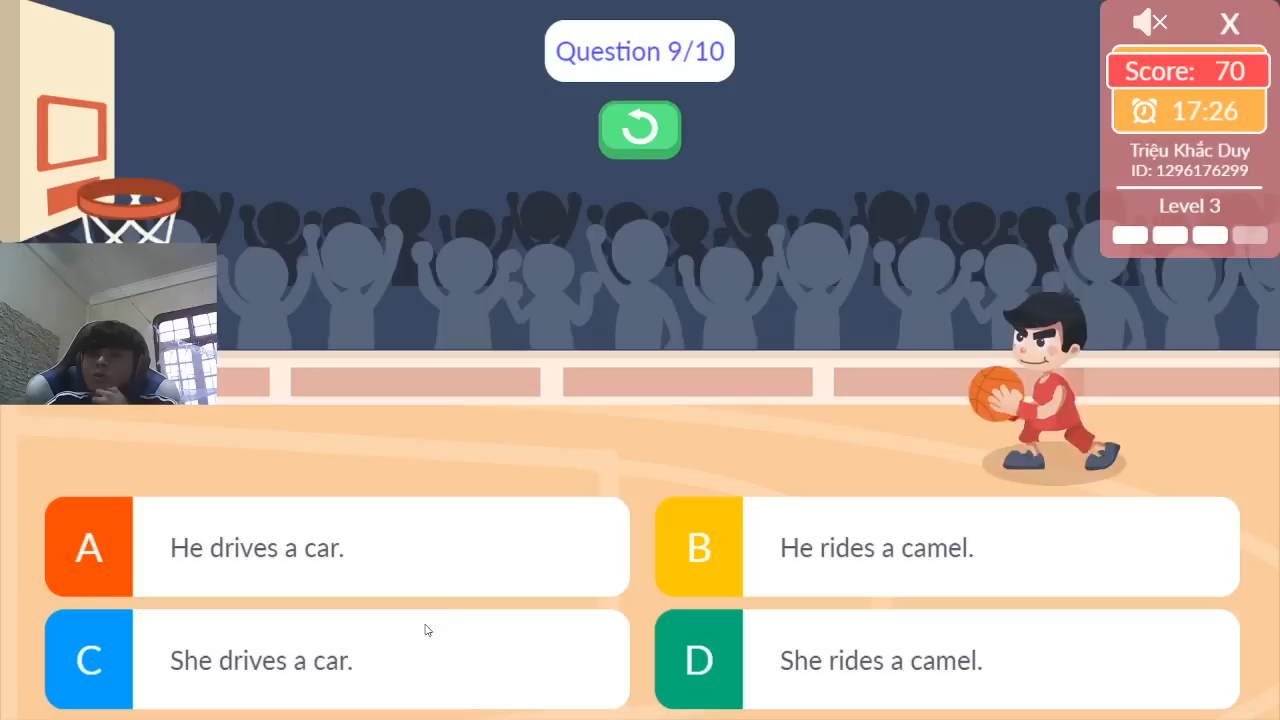 Question 9/10
X
Score: 70
17:26
Triệu Khắc Duy
ID: 1296176299
Level 3
A He drives a car.
B He rides a camel.
C She drives a car.
D She rides a camel.